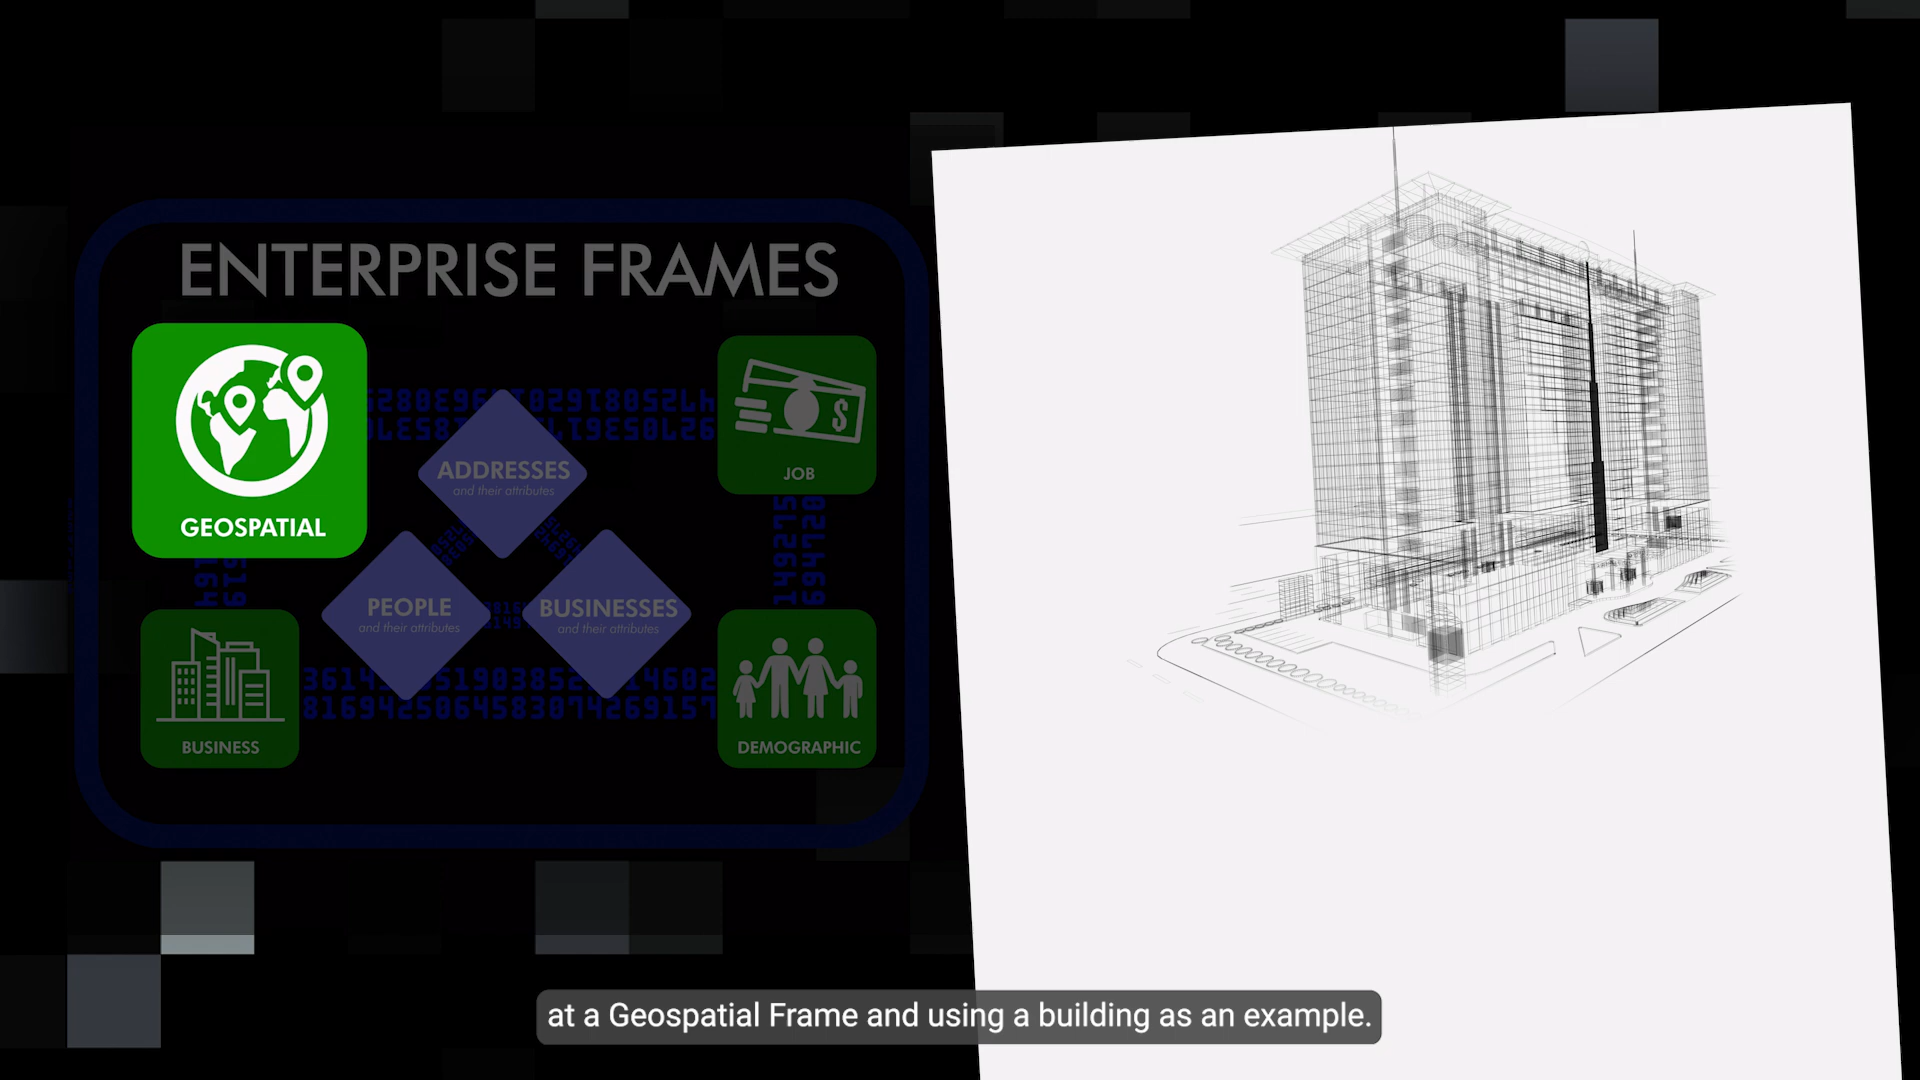 ENTERPRISE FRAMES
GEOSPATIAL
JOB
ADDRESSES
and their attributes
PEOPLE
and their attributes
BUSINESSES
and their attributes
BUSINESS
DEMOGRAPHIC
at a Geospatial Frame and using a building as an example.